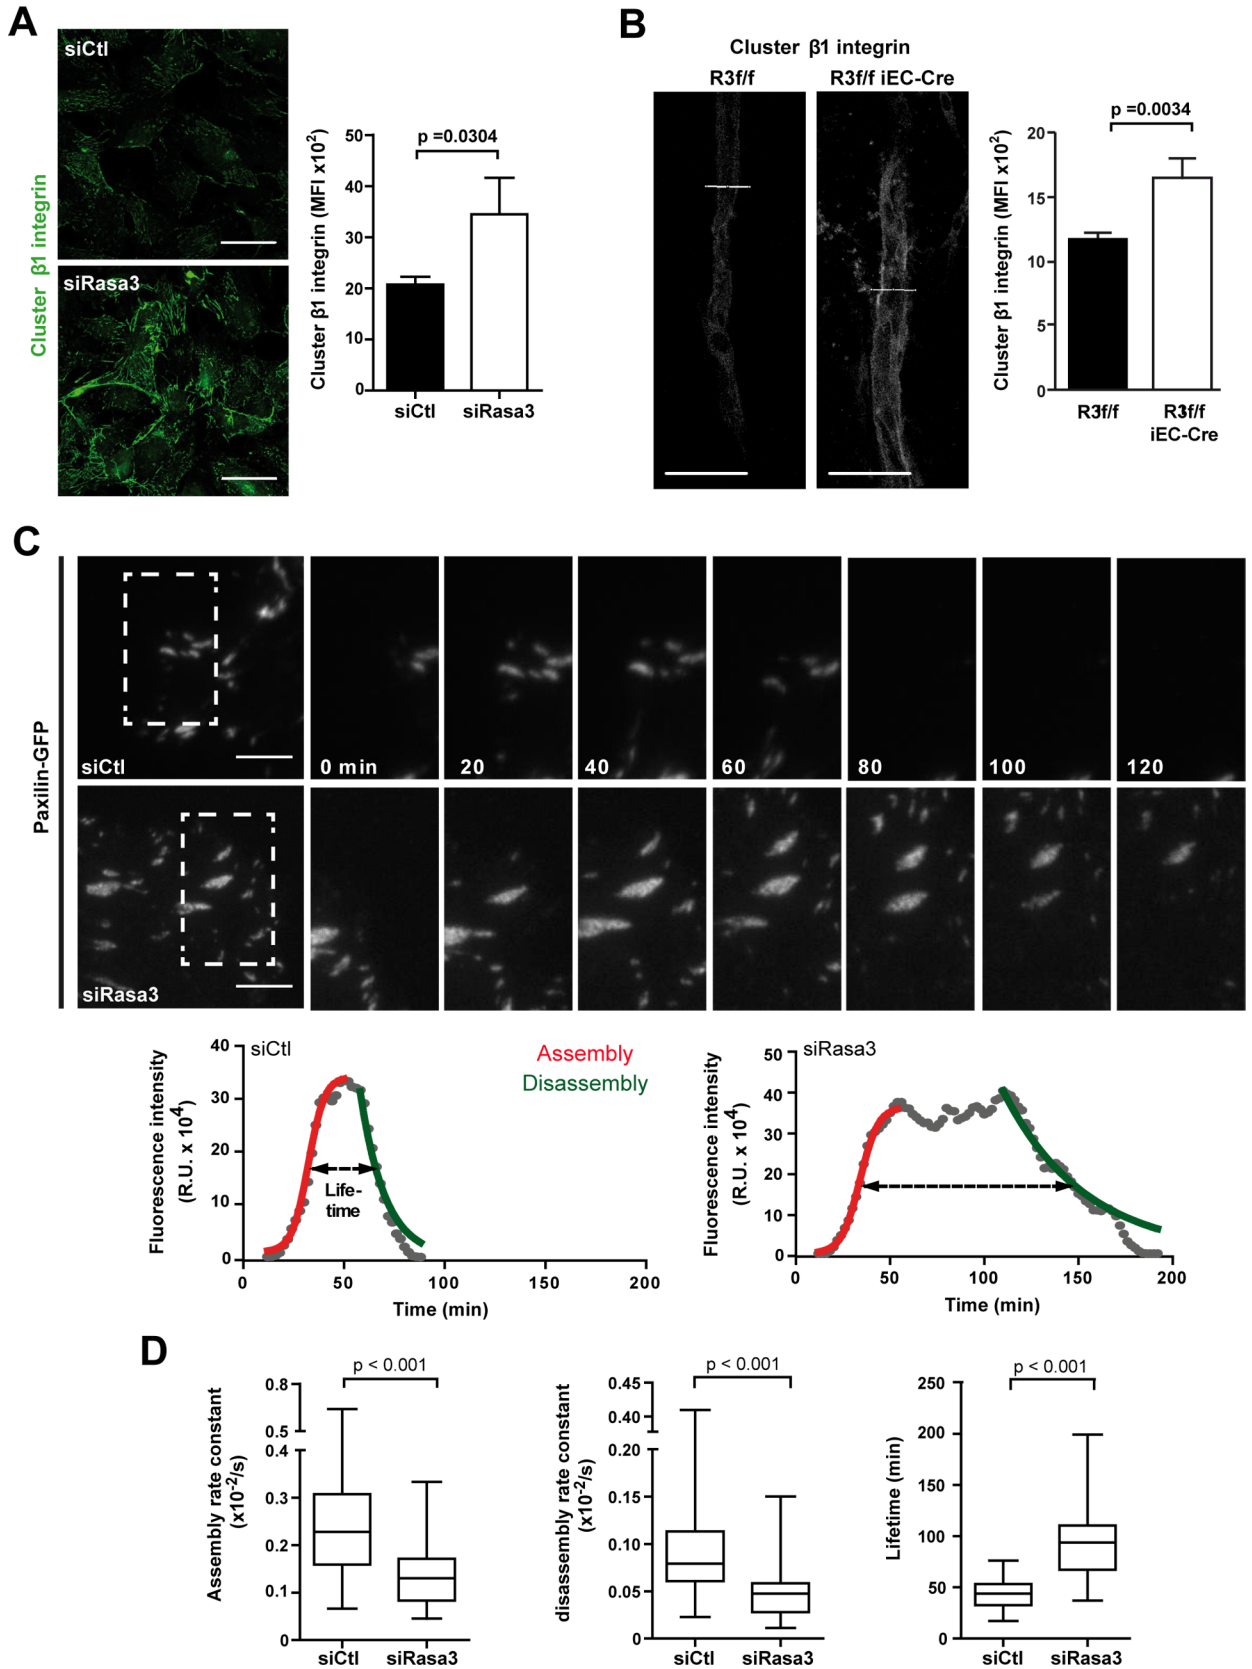 A
siCtl
siRasa3
Cluster β1 integrin
Cluster β1 integrin (MFI x10²)
50
40
30
20
10
0
p =0.0304
siCtl
siRasa3
B
Cluster β1 integrin
R3f/f
R3f/f iEC-Cre
Cluster β1 integrin (MFI x10²)
20
15
10
5
0
p =0.0034
R3f/f
R3f/f
iEC-Cre
C
Paxilin-GFP
siCtl
0 min
20
40
60
80
100
120
siRasa3
siCtl
Fluorescence intensity
(R.U. x 10⁴)
40
30
20
10
0
Life-
time
0
50
100
150
200
Time (min)
Assembly
Disassembly
siRasa3
Fluorescence intensity
(R.U. x 10⁴)
50
40
30
20
10
0
0
50
100
150
200
Time (min)
D
Assembly rate constant
(x10⁻²/s)
0.8
0.5
0.4
0.3
0.2
0.1
0
p < 0.001
siCtl
siRasa3
disassembly rate constant
(x10⁻²/s)
0.45
0.40
0.20
0.15
0.10
0.05
0
p < 0.001
siCtl
siRasa3
Lifetime (min)
250
200
150
100
50
0
p < 0.001
siCtl
siRasa3